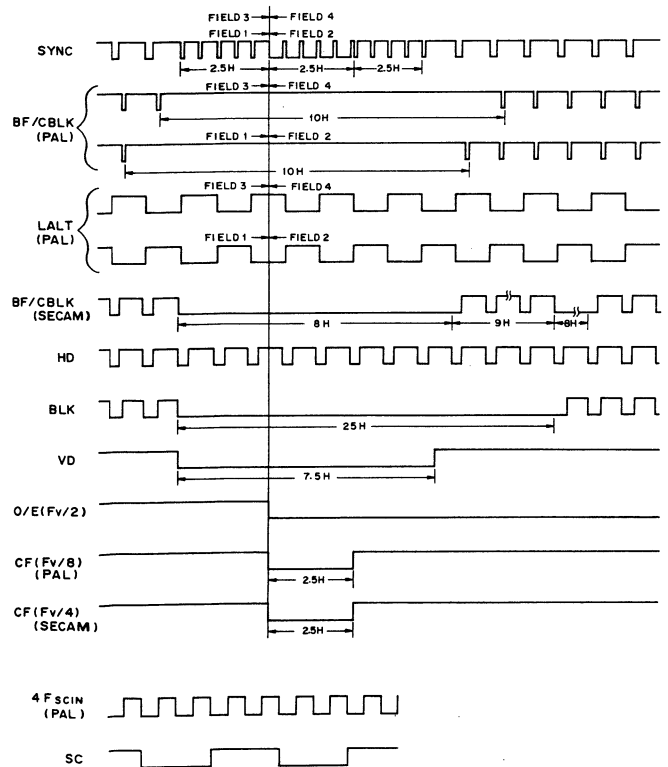 FIELD 3 FIELD 4
FIELD 1 FIELD 2
SYNC
2.5H 2.5H 2.5H
FIELD 3 FIELD 4
BF/CBLK
(PAL)
10H
FIELD 1 FIELD 2
10H
FIELD 3 FIELD 4
LALT
(PAL)
FIELD 1 FIELD 2
BF/CBLK
(SECAM)
8H 9H 8H
HD
BLK
25H
VD
7.5H
O/E(Fv/2)
CF(Fv/8)
(PAL)
2.5H
CF(Fv/4)
(SECAM)
2.5H
4 FSCIN
(PAL)
SC